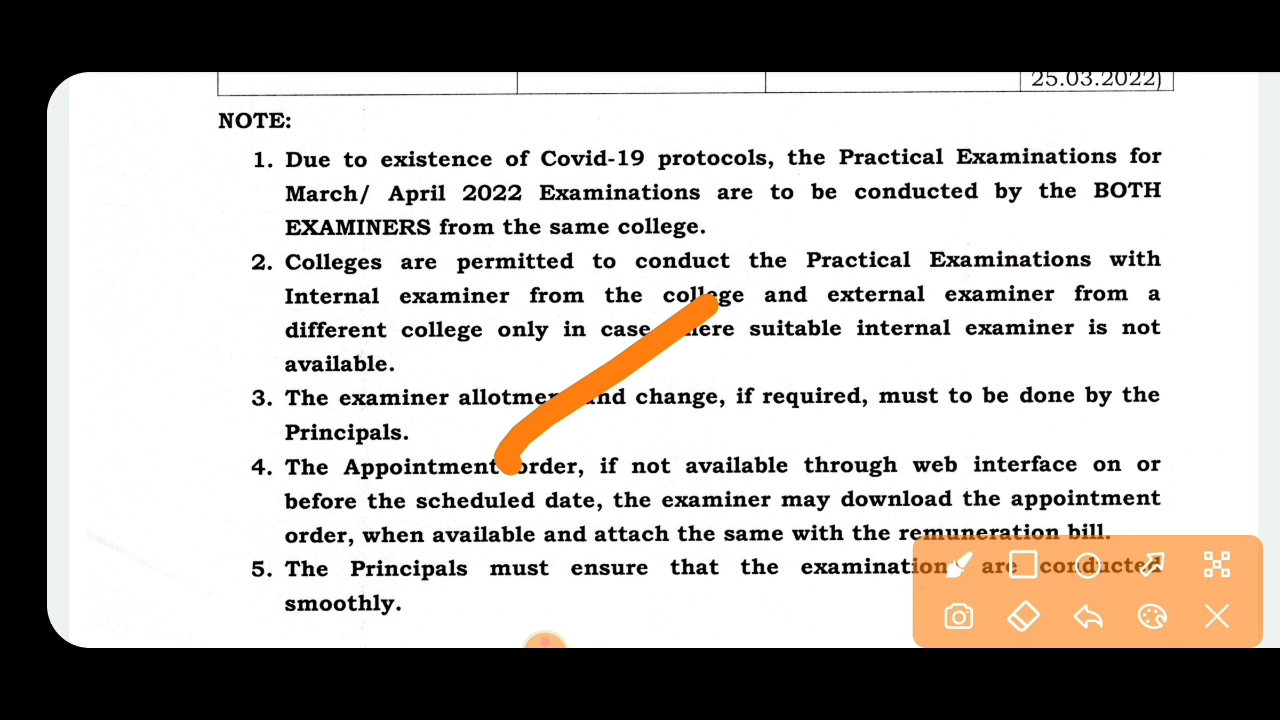 25.03.2022)
NOTE:
1. Due to existence of Covid-19 protocols, the Practical Examinations for
March/ April 2022 Examinations are to be conducted by the BOTH
EXAMINERS from the same college.
2. Colleges are permitted to conduct the Practical Examinations with
Internal examiner from the college and external examiner from a
different college only in case where suitable internal examiner is not
available.
3. The examiner allotment and change, if required, must to be done by the
Principals.
4. The Appointment order, if not available through web interface on or
before the scheduled date, the examiner may download the appointment
order, when available and attach the same with the remuneration bill.
5. The Principals must ensure that the examinations are conducted
smoothly.